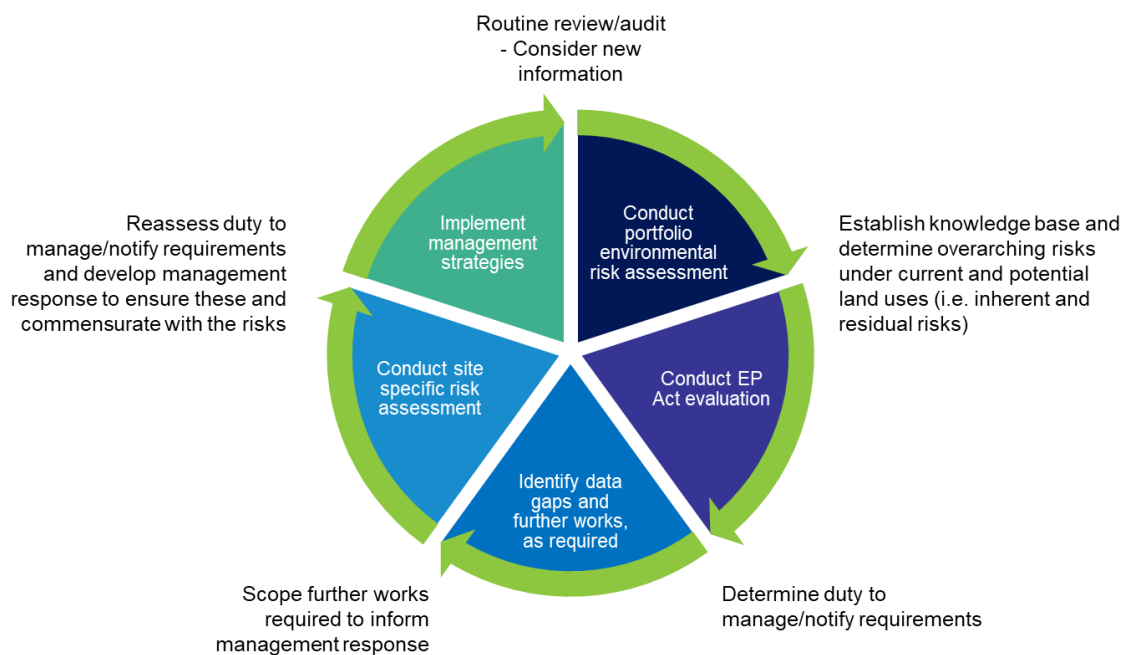 Routine review/audit
- Consider new
information
Conduct
portfolio
environmental
risk assessment
Establish knowledge base and
determine overarching risks
under current and potential
land uses (i.e. inherent and
residual risks)
Conduct EP
Act evaluation
Determine duty to
manage/notify requirements
Identify data
gaps and
further works,
as required
Scope further works
required to inform
management response
Conduct site
specific risk
assessment
Reassess duty to
manage/notify requirements
and develop management
response to ensure these and
commensurate with the risks
Implement
management
strategies